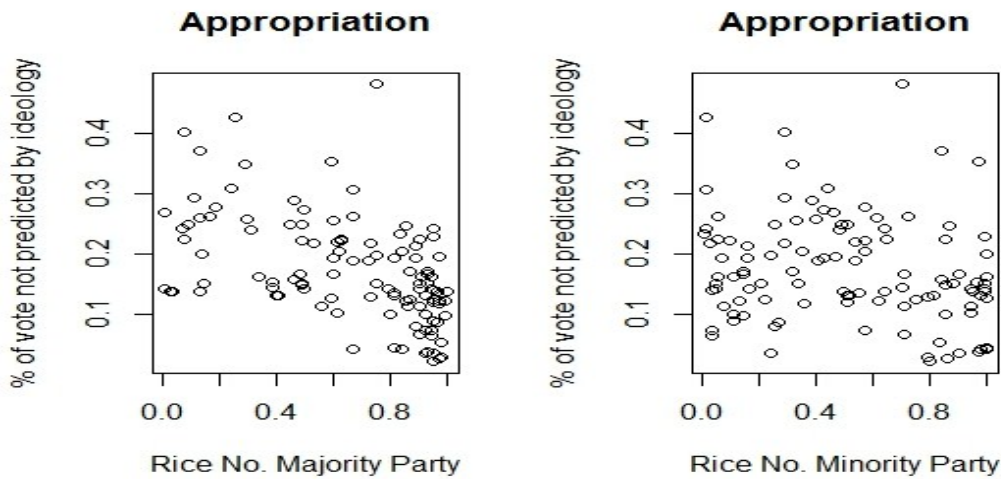 Appropriation
% of vote not predicted by ideology
0.4
0.3
0.2
0.1
0.0 0.4 0.8
Rice No. Majority Party
Appropriation
% of vote not predicted by ideology
0.4
0.3
0.2
0.1
0.0 0.4 0.8
Rice No. Minority Party